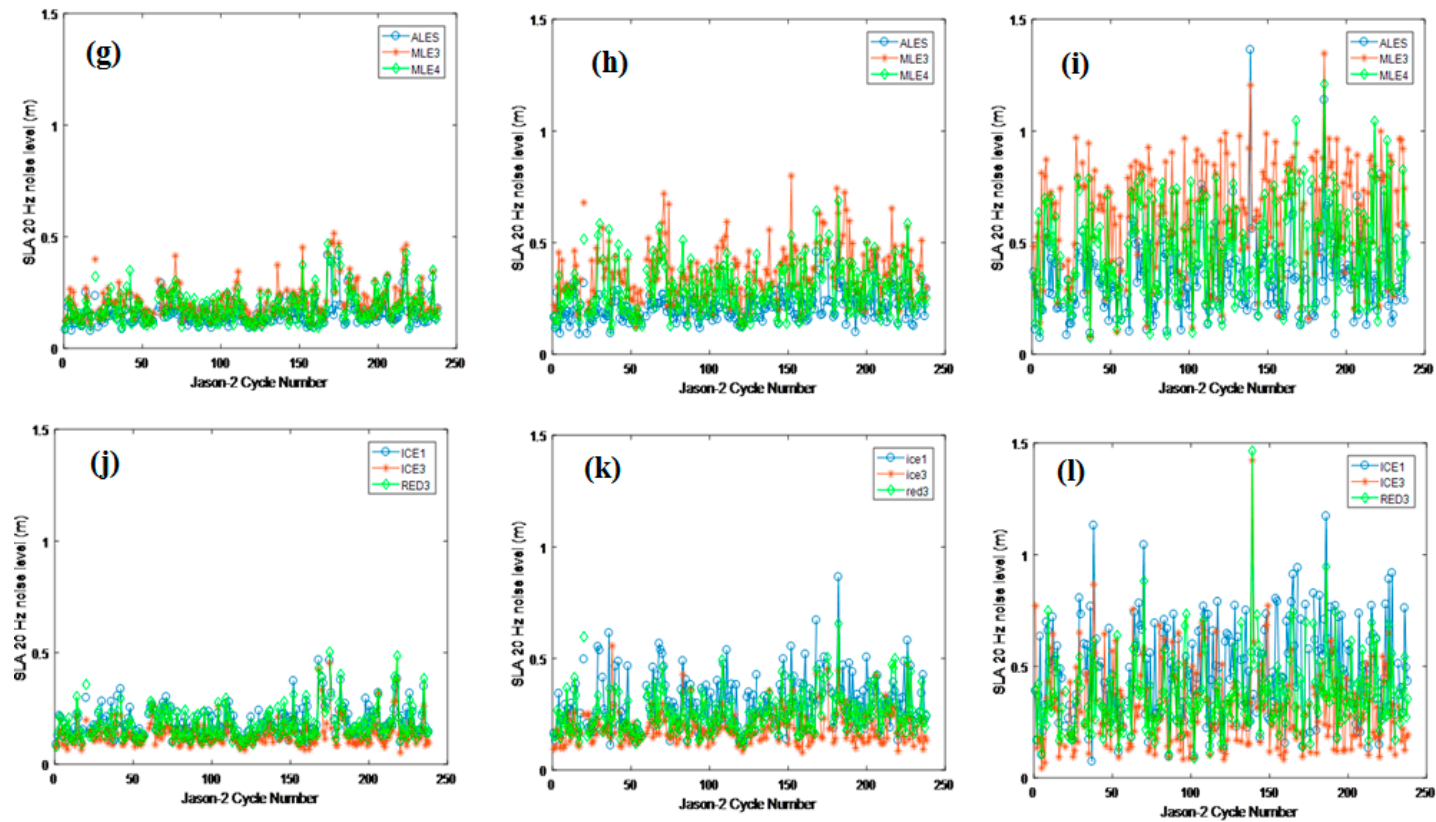 (g)
ALES
MLE3
MLE4
1.5
1
0.5
0
SLA 20 Hz noise level (m)
0 50 100 150 200 250
Jason-2 Cycle Number
(h)
ALES
MLE3
MLE4
1.5
1
0.5
0
SLA 20 Hz noise level (m)
0 50 100 150 200 250
Jason-2 Cycle Number
(i)
ALES
MLE3
MLE4
1.5
1
0.5
0
SLA 20 Hz noise level (m)
0 50 100 150 200 250
Jason-2 Cycle Number
(j)
ICE1
ICE3
RED3
1.5
1
0.5
0
SLA 20 Hz noise level (m)
0 50 100 150 200 250
Jason-2 Cycle Number
(k)
ice1
ice3
red3
1.5
1
0.5
0
SLA 20 Hz noise level (m)
0 50 100 150 200 250
Jason-2 Cycle Number
(l)
ICE1
ICE3
RED3
1.5
1
0.5
0
SLA 20 Hz noise level (m)
0 50 100 150 200 250
Jason-2 Cycle Number